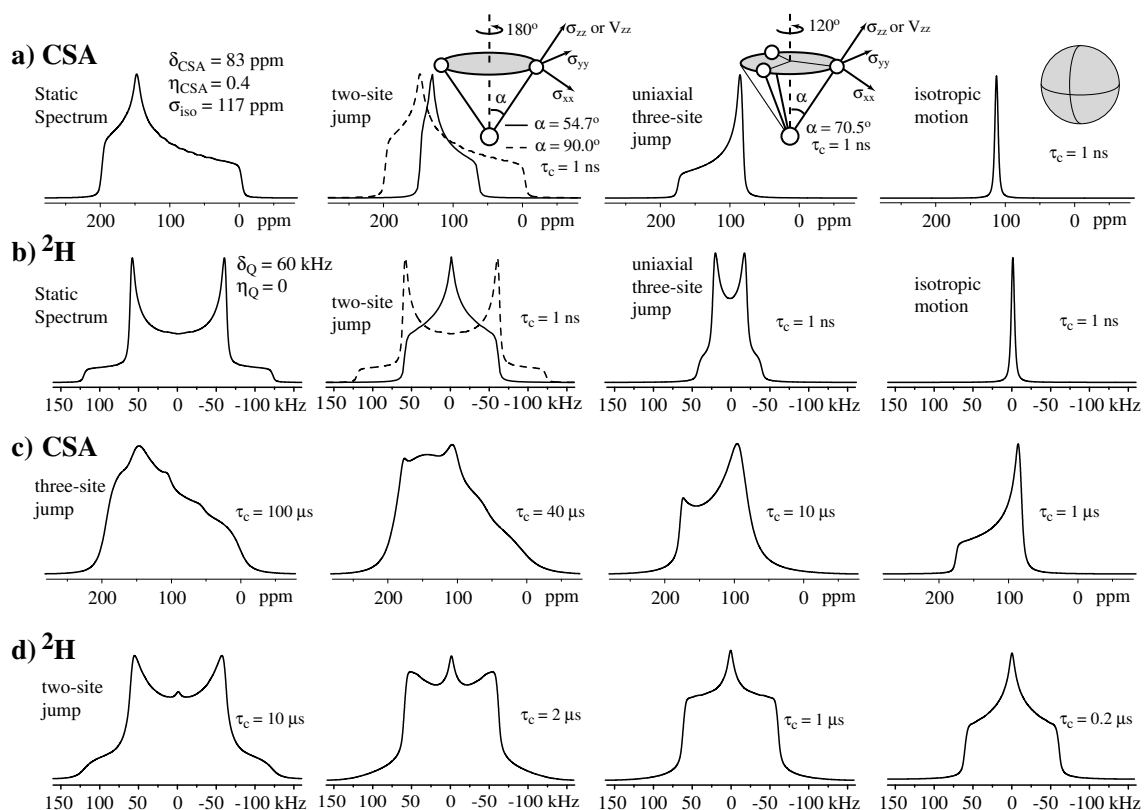 a) CSA
Static
Spectrum
δCSA = 83 ppm
ηCSA = 0.4
σiso = 117 ppm
200 100 0 ppm
two-site
jump
180°
σzz or Vzz
σyy
σxx
α
α = 54.7°
α = 90.0°
τc = 1 ns
200 100 0 ppm
uniaxial
three-site
jump
120°
σzz or Vzz
σyy
σxx
α
α = 70.5°
τc = 1 ns
200 100 0 ppm
isotropic
motion
τc = 1 ns
200 100 0 ppm
b) ²H
Static
Spectrum
δQ = 60 kHz
ηQ = 0
150 100 50 0 -50 -100 kHz
two-site
jump
τc = 1 ns
150 100 50 0 -50 -100 kHz
uniaxial
three-site
jump
τc = 1 ns
150 100 50 0 -50 -100 kHz
isotropic
motion
τc = 1 ns
150 100 50 0 -50 -100 kHz
c) CSA
three-site
jump
τc = 100 μs
200 100 0 ppm
τc = 40 μs
200 100 0 ppm
τc = 10 μs
200 100 0 ppm
τc = 1 μs
200 100 0 ppm
d) ²H
two-site
jump
τc = 10 μs
150 100 50 0 -50 -100 kHz
τc = 2 μs
150 100 50 0 -50 -100 kHz
τc = 1 μs
150 100 50 0 -50 -100 kHz
τc = 0.2 μs
150 100 50 0 -50 -100 kHz